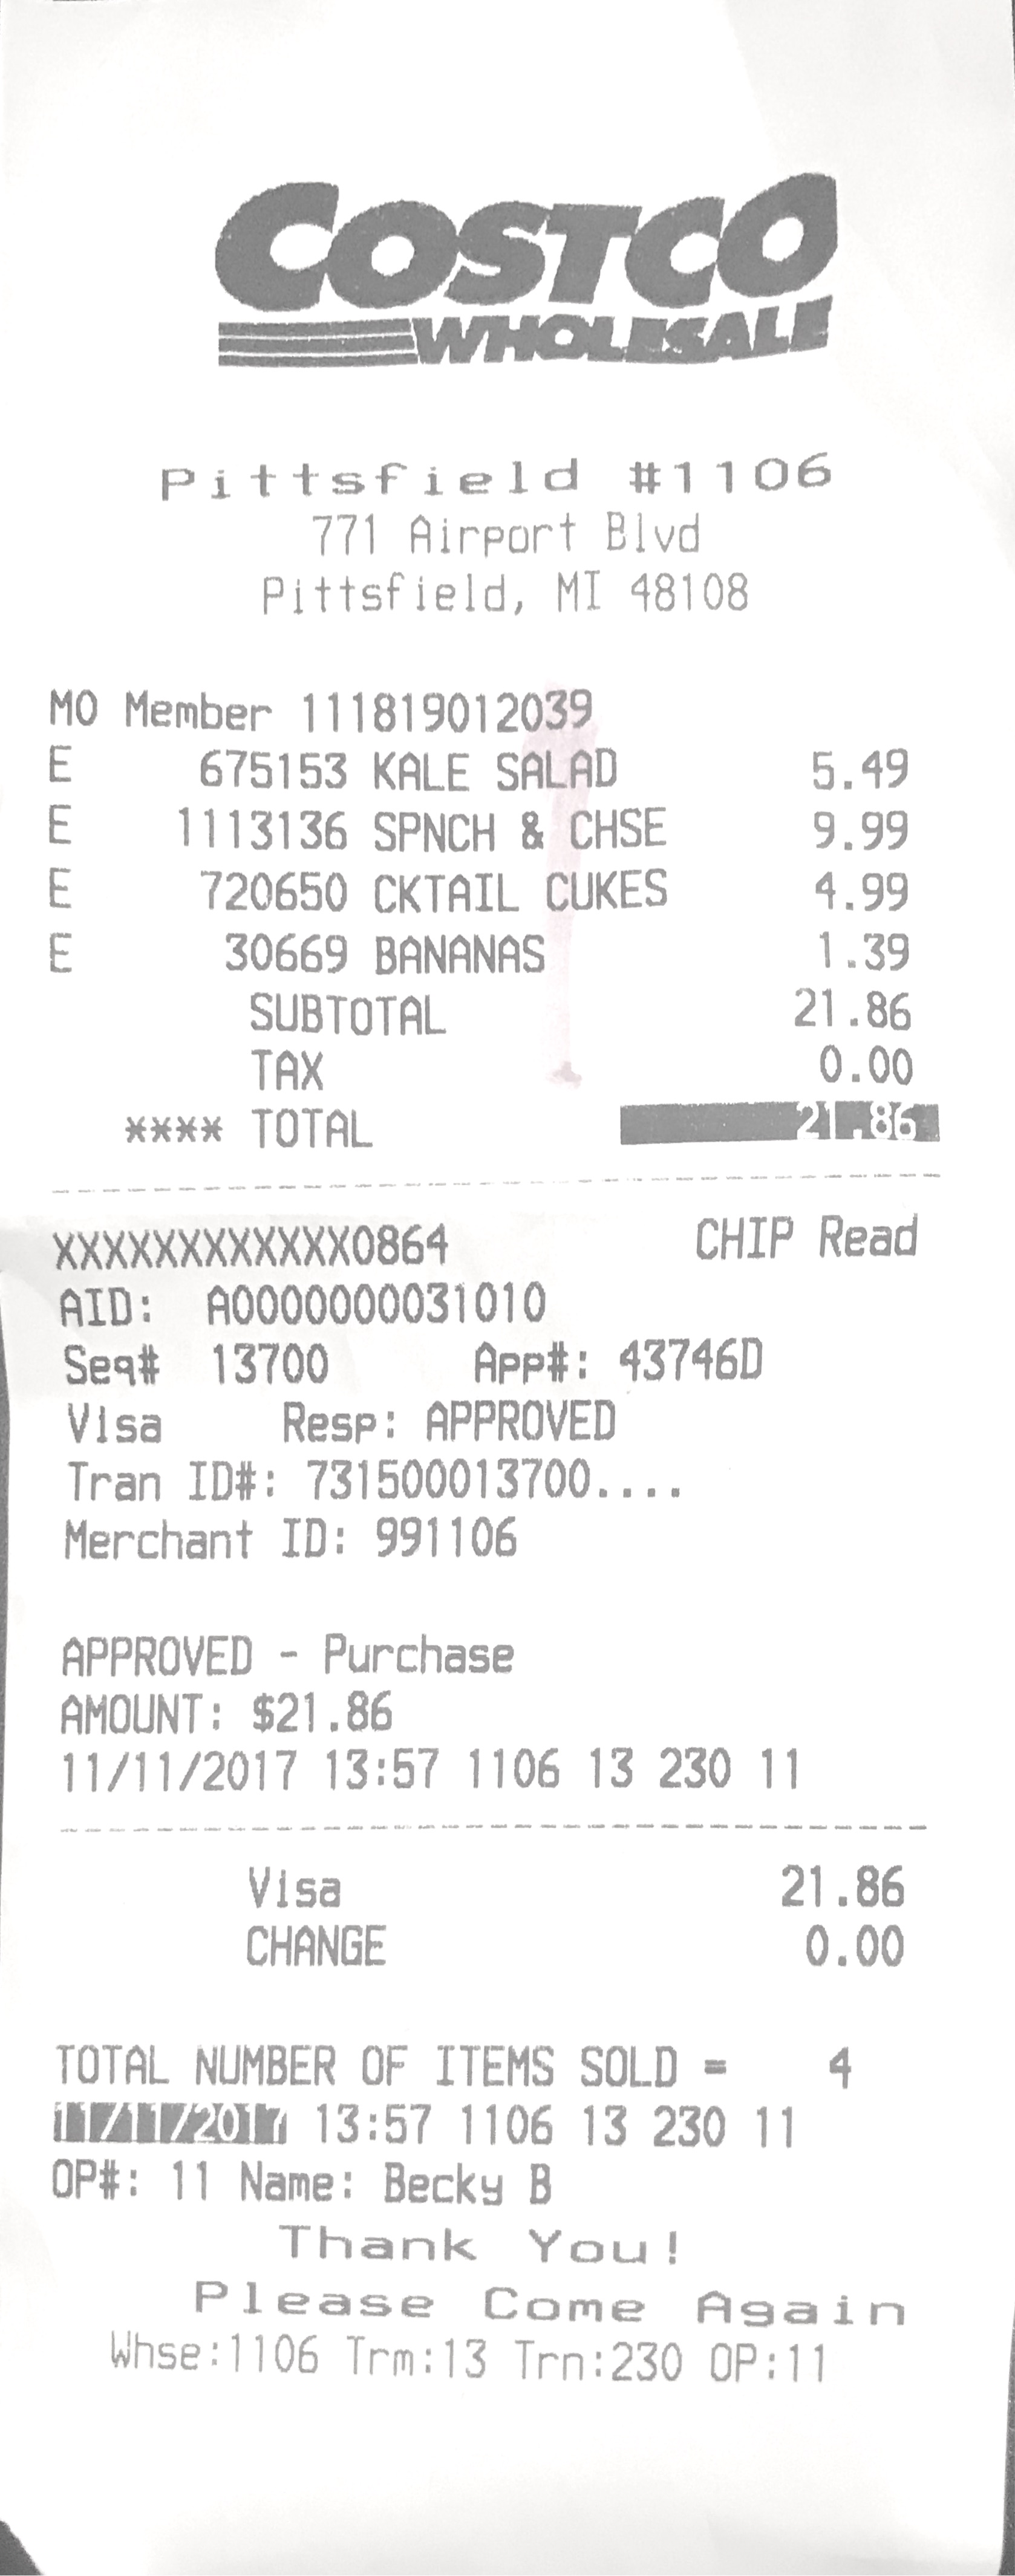 COSTCO
WHOLESALE
Pittsfield #1106
771 Airport Blvd
Pittsfield, MI 48108
MO Member 111819012039
E 675153 KALE SALAD 5.49
E 1113136 SPNCH & CHSE 9.99
E 720650 CKTAIL CUKES 4.99
E 30669 BANANAS 1.39
SUBTOTAL 21.86
TAX 0.00
**** TOTAL 21.86
XXXXXXXXXXXX0864 CHIP Read
AID: A0000000031010
Seq# 13700 App#: 43746D
Visa Resp: APPROVED
Tran ID#: 731500013700....
Merchant ID: 991106
APPROVED - Purchase
AMOUNT: $21.86
11/11/2017 13:57 1106 13 230 11
Visa 21.86
CHANGE 0.00
TOTAL NUMBER OF ITEMS SOLD = 4
11/11/2017 13:57 1106 13 230 11
OP#: 11 Name: Becky B
Thank You!
Please Come Again
Whse:1106 Trm:13 Trn:230 OP:11